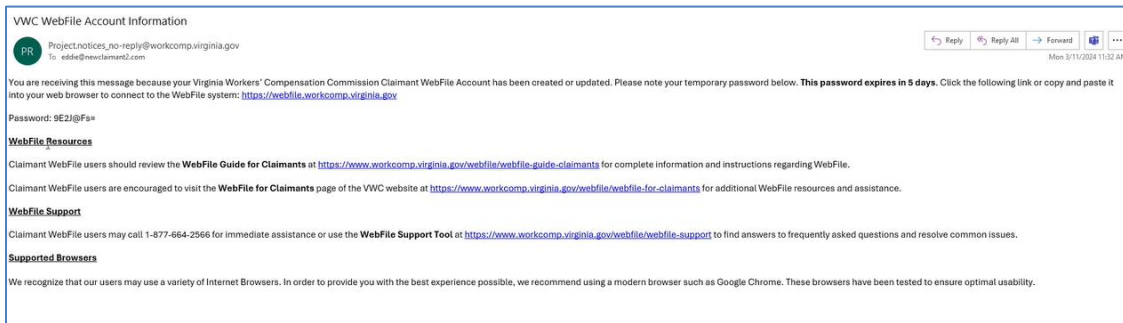 VWC WebFile Account Information
PR
Project.notices_no-reply@workcomp.virginia.gov
To eddie@newclaimant2.com
Reply
Reply All
Forward
Mon 3/11/2024 11:32 AM
You are receiving this message because your Virginia Workers' Compensation Commission Claimant WebFile Account has been created or updated. Please note your temporary password below. This password expires in 5 days. Click the following link or copy and paste it
into your web browser to connect to the WebFile system: https://webfile.workcomp.virginia.gov
Password: 9E2J@Fs=
WebFile Resources
Claimant WebFile users should review the WebFile Guide for Claimants at https://www.workcomp.virginia.gov/webfile/webfile-guide-claimants for complete information and instructions regarding WebFile.
Claimant WebFile users are encouraged to visit the WebFile for Claimants page of the VWC website at https://www.workcomp.virginia.gov/webfile/webfile-for-claimants for additional WebFile resources and assistance.
WebFile Support
Claimant WebFile users may call 1-877-664-2566 for immediate assistance or use the WebFile Support Tool at https://www.workcomp.virginia.gov/webfile/webfile-support to find answers to frequently asked questions and resolve common issues.
Supported Browsers
We recognize that our users may use a variety of Internet Browsers. In order to provide you with the best experience possible, we recommend using a modern browser such as Google Chrome. These browsers have been tested to ensure optimal usability.